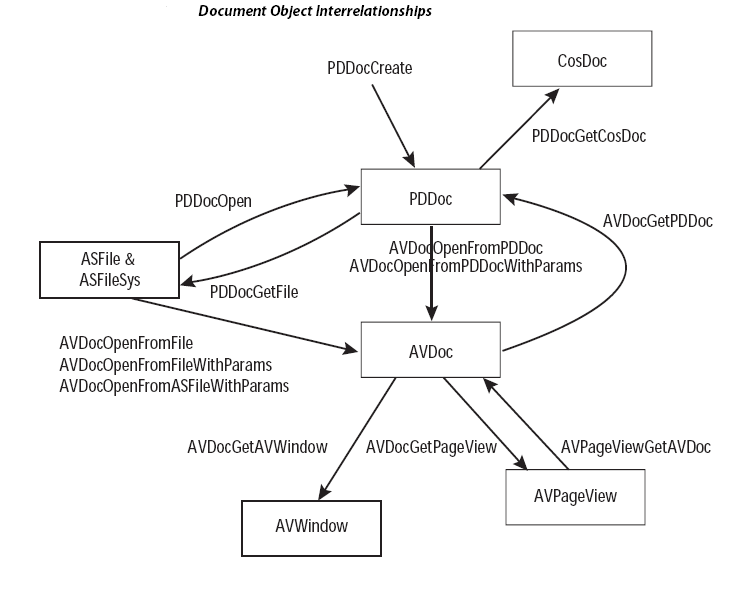 Document Object Interrelationships
PDDocCreate
CosDoc
PDDocGetCosDoc
PDDocOpen
PDDoc
AVDocGetPDDoc
AVDocOpenFromPDDoc
AVDocOpenFromPDDocWithParams
ASFile &
ASFileSys
PDDocGetFile
AVDocOpenFromFile
AVDocOpenFromFileWithParams
AVDocOpenFromASFileWithParams
AVDoc
AVDocGetAVWindow
AVDocGetPageView
AVPageViewGetAVDoc
AVPageView
AVWindow